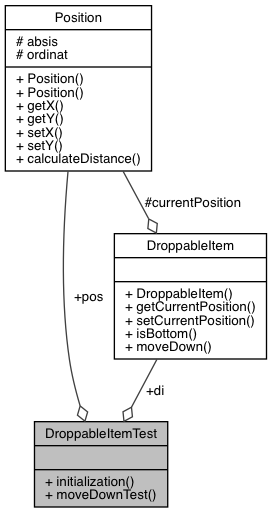 Position
# absis
# ordinat
+ Position()
+ Position()
+ getX()
+ getY()
+ setX()
+ setY()
+ calculateDistance()
#currentPosition
DroppableItem
+ DroppableItem()
+ getCurrentPosition()
+ setCurrentPosition()
+ isBottom()
+ moveDown()
+pos
+di
DroppableItemTest
+ initialization()
+ moveDownTest()